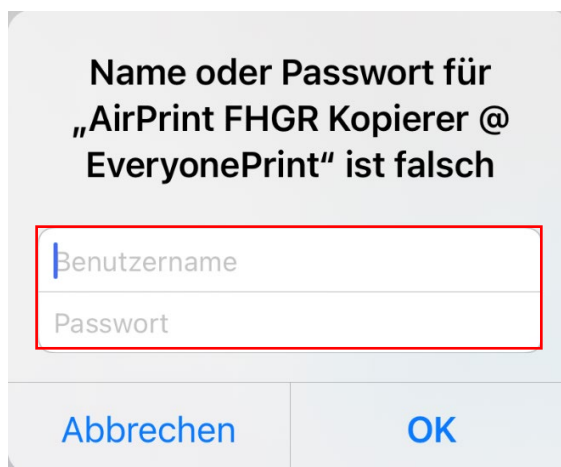 Name oder Passwort für
„AirPrint FHGR Kopierer @
EveryonePrint“ ist falsch
Benutzername
Passwort
Abbrechen
OK